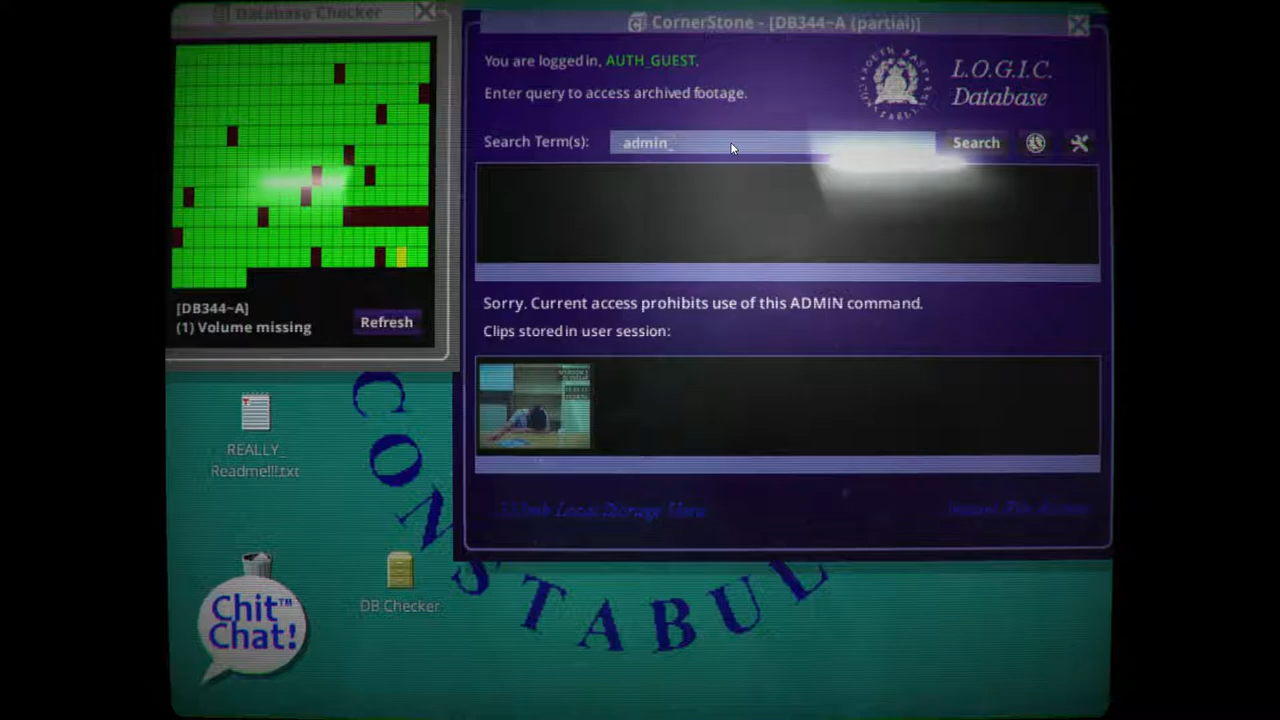 Database Checker
CornerStone - [DB344~A (partial)]
You are logged in, AUTH_GUEST.
Enter query to access archived footage.
L.O.G.I.C.
Database
Search Term(s):
admin_
Search
[DB344~A]
(1) Volume missing
Refresh
Sorry. Current access prohibits use of this ADMIN command.
Clips stored in user session:
REALLY_
Readme!!!.txt
Chit™
Chat!
DB Checker
CONSTABUL